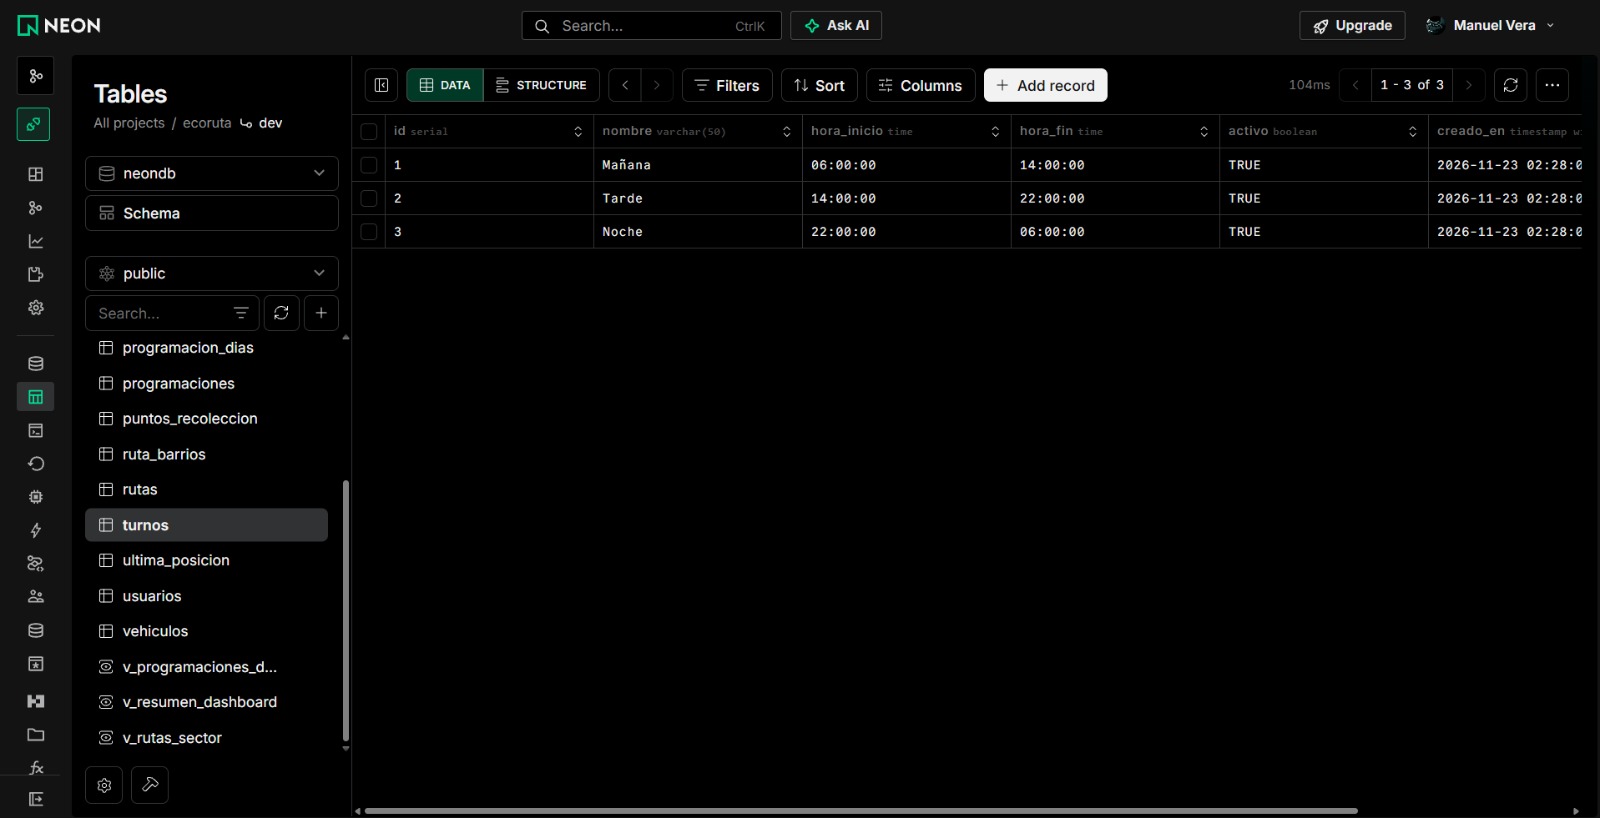 NEON
Search... CtrlK
Ask AI
Upgrade
Manuel Vera
Tables
All projects / ecoruta dev
neondb
Schema
public
Search...
programacion_dias
programaciones
puntos_recoleccion
ruta_barrios
rutas
turnos
ultima_posicion
usuarios
vehiculos
v_programaciones_d...
v_resumen_dashboard
v_rutas_sector
DATA STRUCTURE Filters Sort Columns + Add record 104ms 1 - 3 of 3
id serial nombre varchar(50) hora_inicio time hora_fin time activo boolean creado_en timestamp w
1 Mañana 06:00:00 14:00:00 TRUE 2026-11-23 02:28:0
2 Tarde 14:00:00 22:00:00 TRUE 2026-11-23 02:28:0
3 Noche 22:00:00 06:00:00 TRUE 2026-11-23 02:28:0